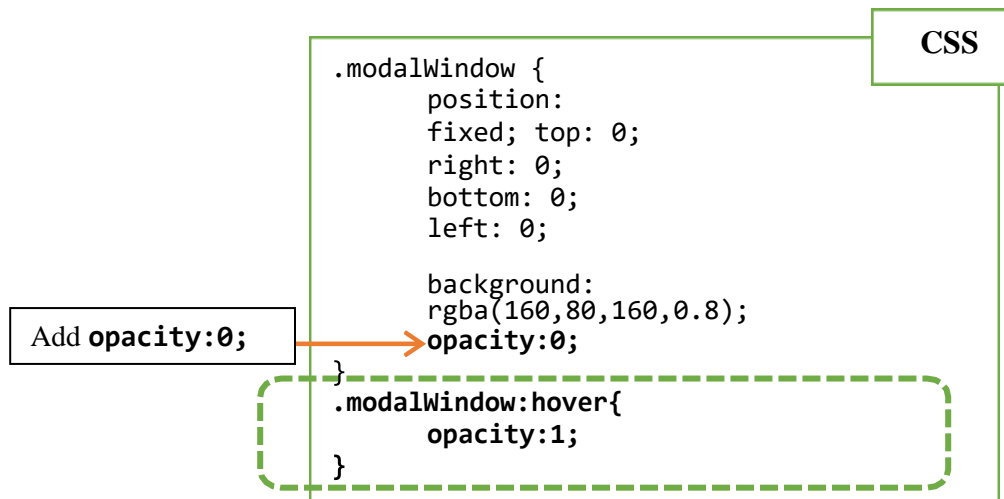 CSS
.modalWindow {
position:
fixed; top: 0;
right: 0;
bottom: 0;
left: 0;
background:
rgba(160,80,160,0.8);
Add opacity:0;
opacity:0;
}
.modalWindow:hover{
opacity:1;
}